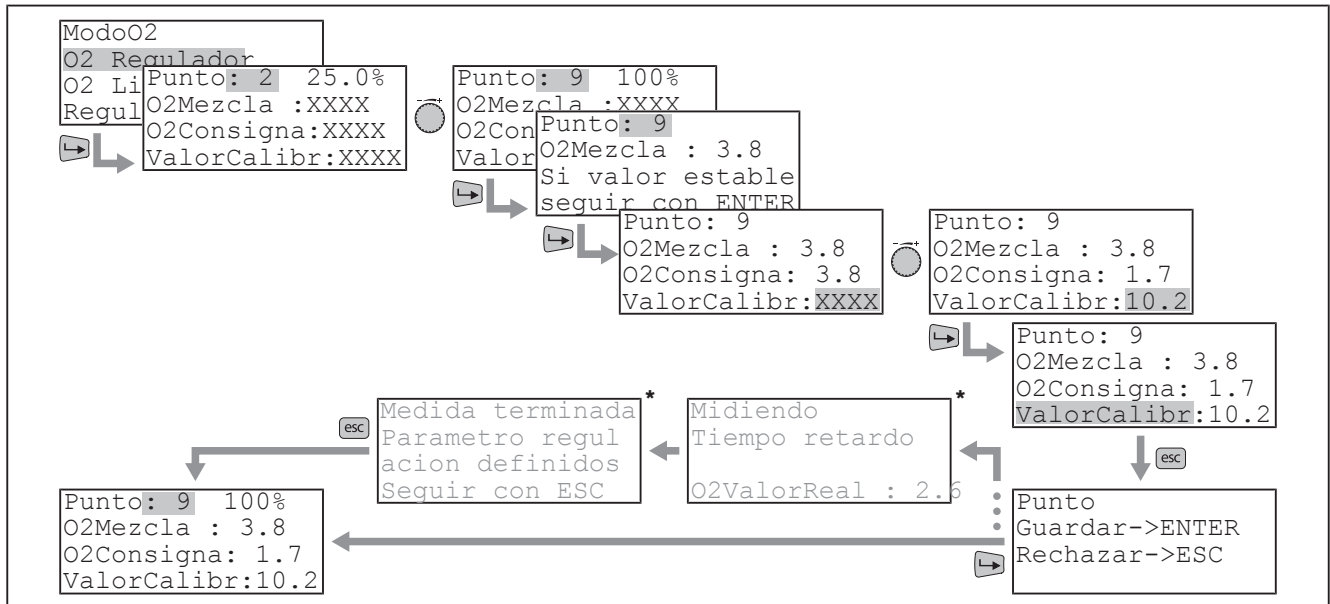 ModoO2
O2 Regulador
O2 Li
Regul
Punto: 2 25.0%
O2Mezcla :XXXX
O2Consigna:XXXX
ValorCalibr:XXXX
Punto: 9 100%
O2Mezcla :XXXX
O2Con
Valor
Punto: 9
O2Mezcla : 3.8
Si valor estable
seguir con ENTER
Punto: 9
O2Mezcla : 3.8
O2Consigna: 3.8
ValorCalibr:XXXX
Punto: 9
O2Mezcla : 3.8
O2Consigna: 1.7
ValorCalibr:10.2
Punto: 9
O2Mezcla : 3.8
O2Consigna: 1.7
ValorCalibr:10.2
esc
Punto
Guardar->ENTER
Rechazar->ESC
*
Midiendo
Tiempo retardo
O2ValorReal : 2.6
*
Medida terminada
Parametro regul
acion definidos
Seguir con ESC
esc
Punto: 9 100%
O2Mezcla : 3.8
O2Consigna: 1.7
ValorCalibr:10.2